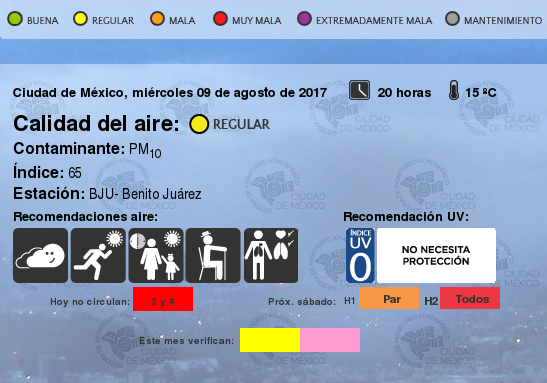 BUENA REGULAR MALA MUY MALA EXTREMADAMENTE MALA MANTENIMIENTO
Ciudad de México, miércoles 09 de agosto de 2017 20 horas 15 ºC
Calidad del aire: REGULAR
Contaminante: PM10
Índice: 65
Estación: BJU- Benito Juárez
Recomendaciones aire: Recomendación UV:
ÍNDICE UV 0 NO NECESITA PROTECCIÓN
Hoy no circulan: 3 y 4 Próx. sábado: H1 Par H2 Todos
Este mes verifican:
CIUDAD DE MÉXICO